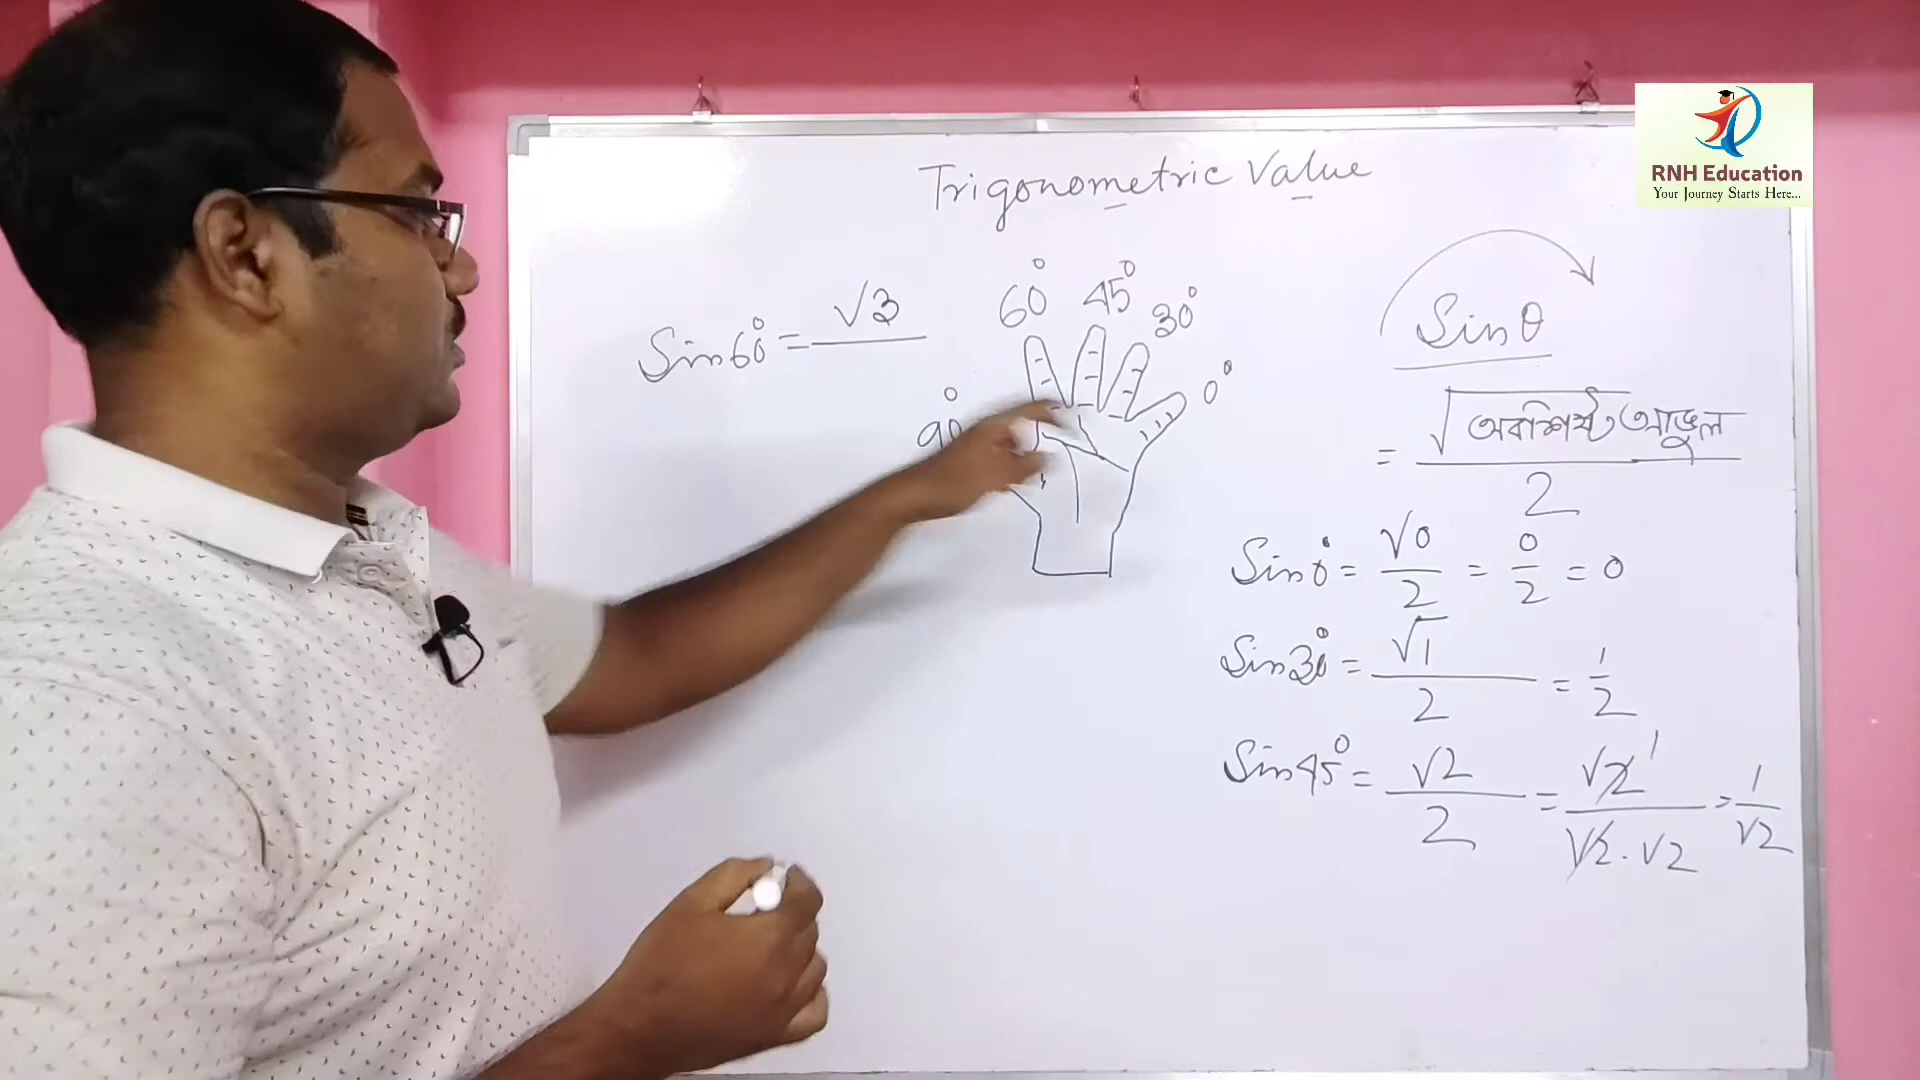 RNH Education
Your Journey Starts Here...
Trigonometric Value
Sin60° = √3
60° 45° 30° 0°
90
Sinθ
= √অবশিষ্ট আঙুল / 2
Sin0° = √0 / 2 = 0 / 2 = 0
Sin30° = √1 / 2 = 1 / 2
Sin45° = √2 / 2 = √2 1 / √2 . √2 = 1 / √2